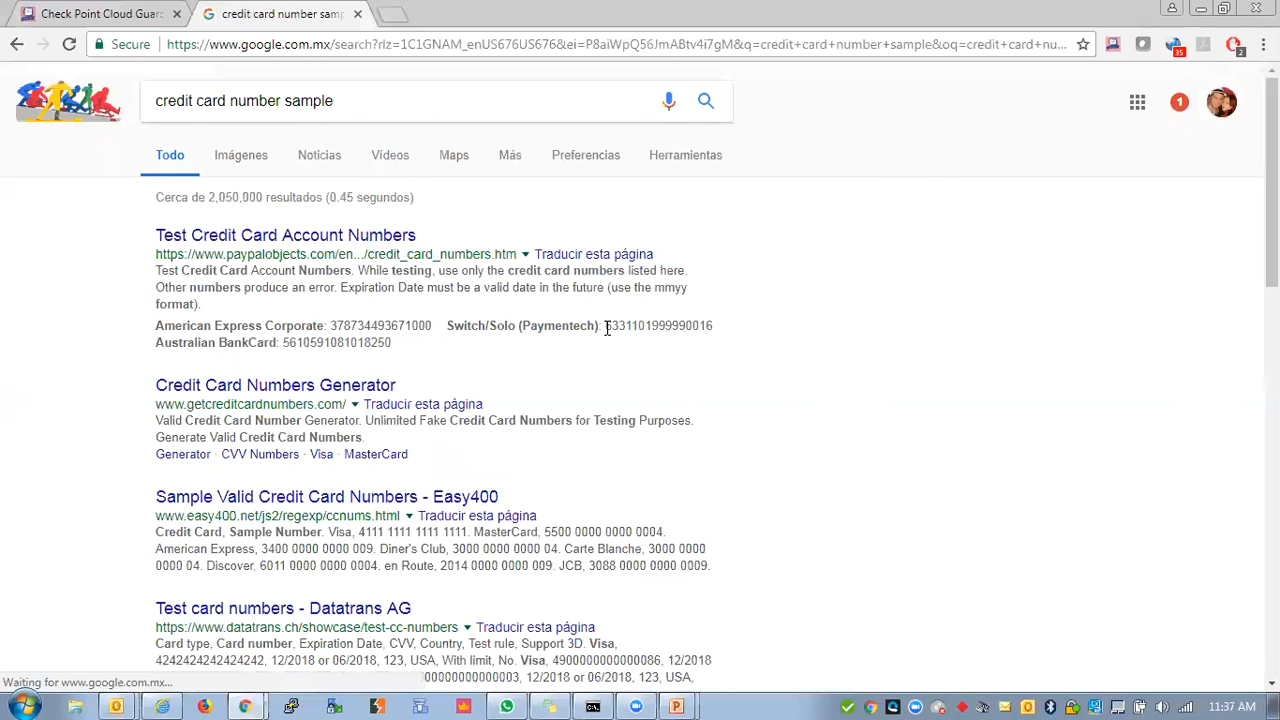 Check Point Cloud Guar
credit card number sam
Secure
https://www.google.com.mx/search?rlz=1C1GNAM_enUS676US676&ei=P8aiWpQ56JmABtv4i7gM&q=credit+card+number+sample&oq=credit+card+nu...
35
2
credit card number sample
1
Todo Imágenes Noticias Vídeos Maps Más Preferencias Herramientas
Cerca de 2,050,000 resultados (0.45 segundos)
Test Credit Card Account Numbers
https://www.paypalobjects.com/en.../credit_card_numbers.htm Traducir esta página
Test Credit Card Account Numbers. While testing, use only the credit card numbers listed here.
Other numbers produce an error. Expiration Date must be a valid date in the future (use the mmyy
format).
American Express Corporate: 378734493671000 Switch/Solo (Paymentech): 6331101999990016
Australian BankCard: 5610591081018250
Credit Card Numbers Generator
www.getcreditcardnumbers.com/ Traducir esta página
Valid Credit Card Number Generator. Unlimited Fake Credit Card Numbers for Testing Purposes.
Generate Valid Credit Card Numbers.
Generator · CVV Numbers · Visa · MasterCard
Sample Valid Credit Card Numbers - Easy400
www.easy400.net/js2/regexp/ccnums.html Traducir esta página
Credit Card, Sample Number. Visa, 4111 1111 1111 1111. MasterCard, 5500 0000 0000 0004.
American Express, 3400 0000 0000 009. Diner's Club, 3000 0000 0000 04. Carte Blanche, 3000 0000
0000 04. Discover, 6011 0000 0000 0004. en Route, 2014 0000 0000 009. JCB, 3088 0000 0000 0009.
Test card numbers - Datatrans AG
https://www.datatrans.ch/showcase/test-cc-numbers Traducir esta página
Card type, Card number, Expiration Date, CVV, Country, Test rule, Support 3D. Visa,
4242424242424242, 12/2018 or 06/2018, 123, USA, With limit, No. Visa, 4900000000000086, 12/2018
00000000000003, 12/2018 or 06/2018, 123, USA,
Waiting for www.google.com.mx...
11:37 AM